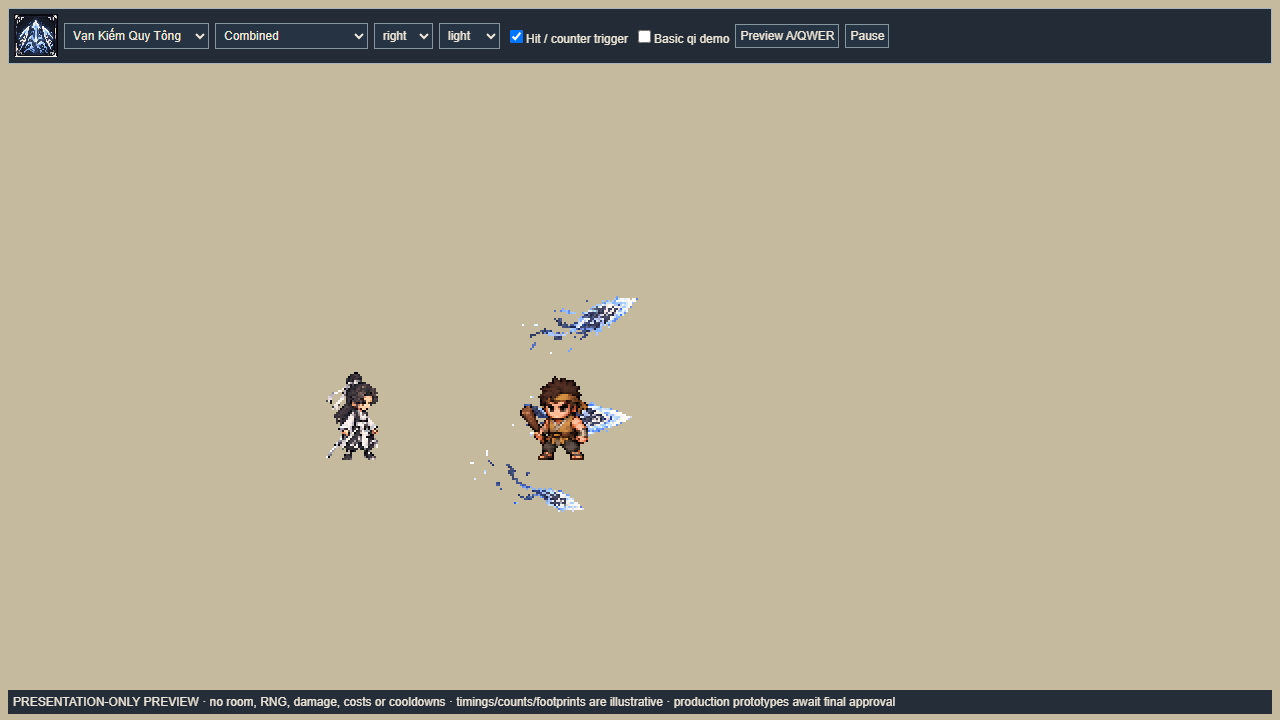 Vạn Kiếm Quy Tông Combined right light Hit / counter trigger Basic qi demo Preview A/QWER Pause
PRESENTATION-ONLY PREVIEW · no room, RNG, damage, costs or cooldowns · timings/counts/footprints are illustrative · production prototypes await final approval